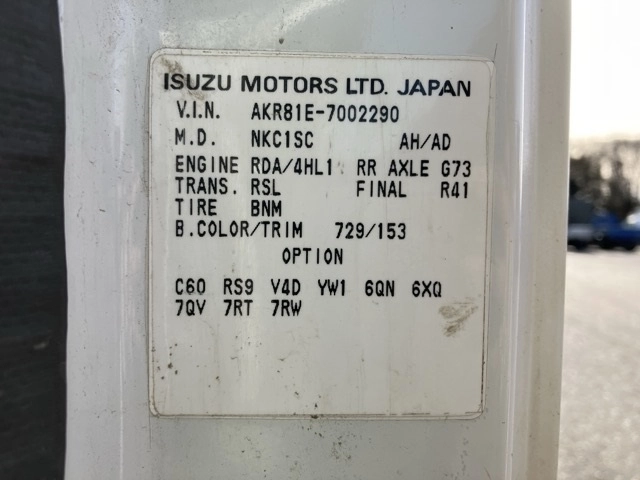 ISUZU MOTORS LTD. JAPAN
V.I.N. AKR81E-7002290
M.D. NKC1SC AH/AD
ENGINE RDA/4HL1 RR AXLE G73
TRANS. RSL FINAL R41
TIRE BNM
B.COLOR/TRIM 729/153
OPTION
C60 RS9 V4D YW1 6QN 6XQ
7QV 7RT 7RW